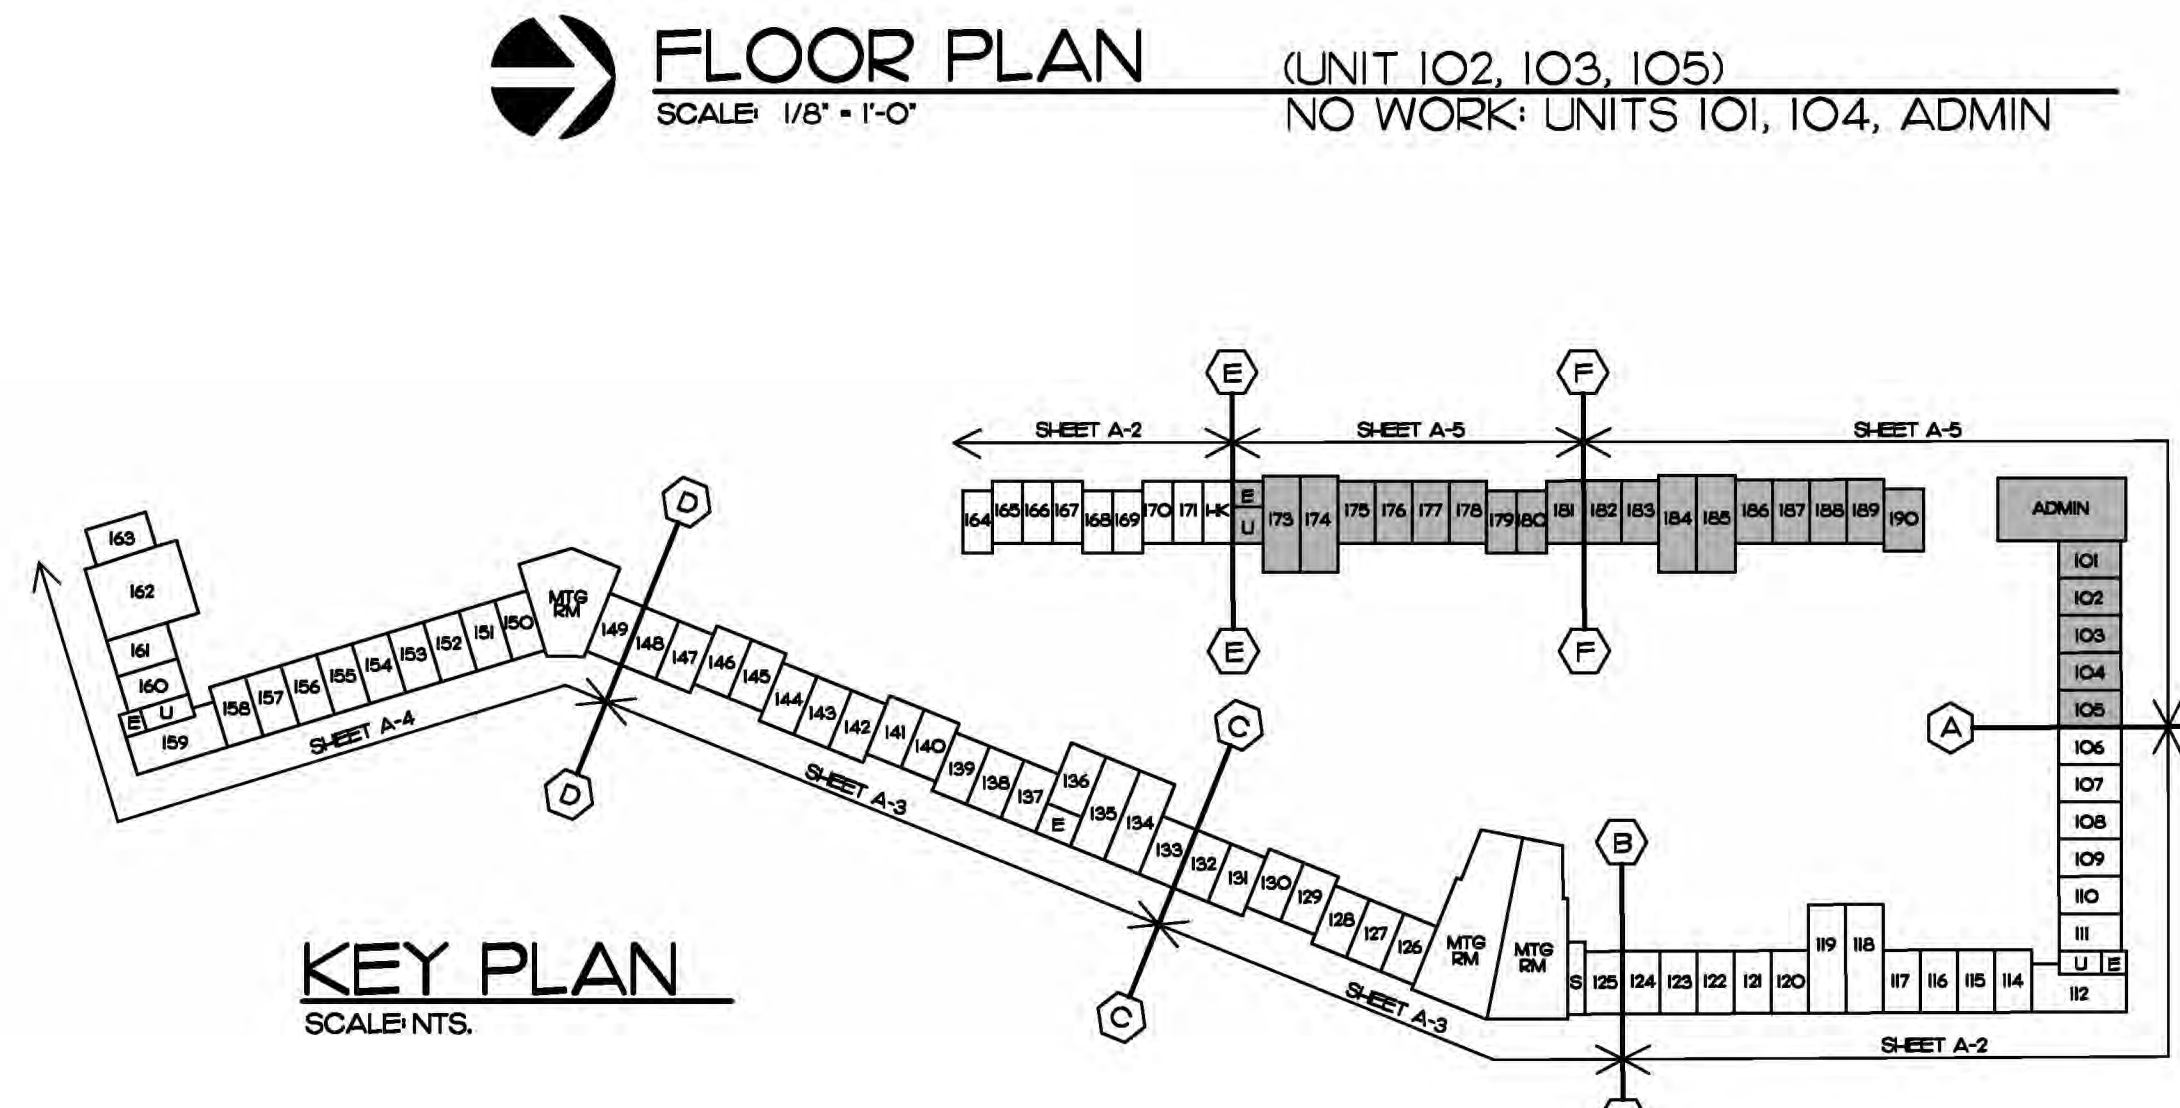 FLOOR PLAN
SCALE: 1/8" = 1'-0"
(UNIT 102, 103, 105)
NO WORK: UNITS 101, 104, ADMIN
E
F
SHEET A-2
SHEET A-5
SHEET A-5
164 165 166 167 168 169 170 171 HK E U 173 174 175 176 177 178 179 180 181 182 183 184 185 186 187 188 189 190
ADMIN
101
102
103
104
105
106
107
108
109
110
111
U E
112
E
F
A
D
163
162
161
160
E U
159
158 157 156 155 154 153 152 151 150
MTG
RM
149 148 147 146 145 144 143 142 141 140 139 138 137 136 E 135 134 133 132 131 130 129 128 127 126
SHEET A-4
D
SHEET A-3
C
C
SHEET A-3
MTG
RM
MTG
RM
B
S 125 124 123 122 121 120 119 118 117 116 115 114
SHEET A-2
KEY PLAN
SCALE: NTS.